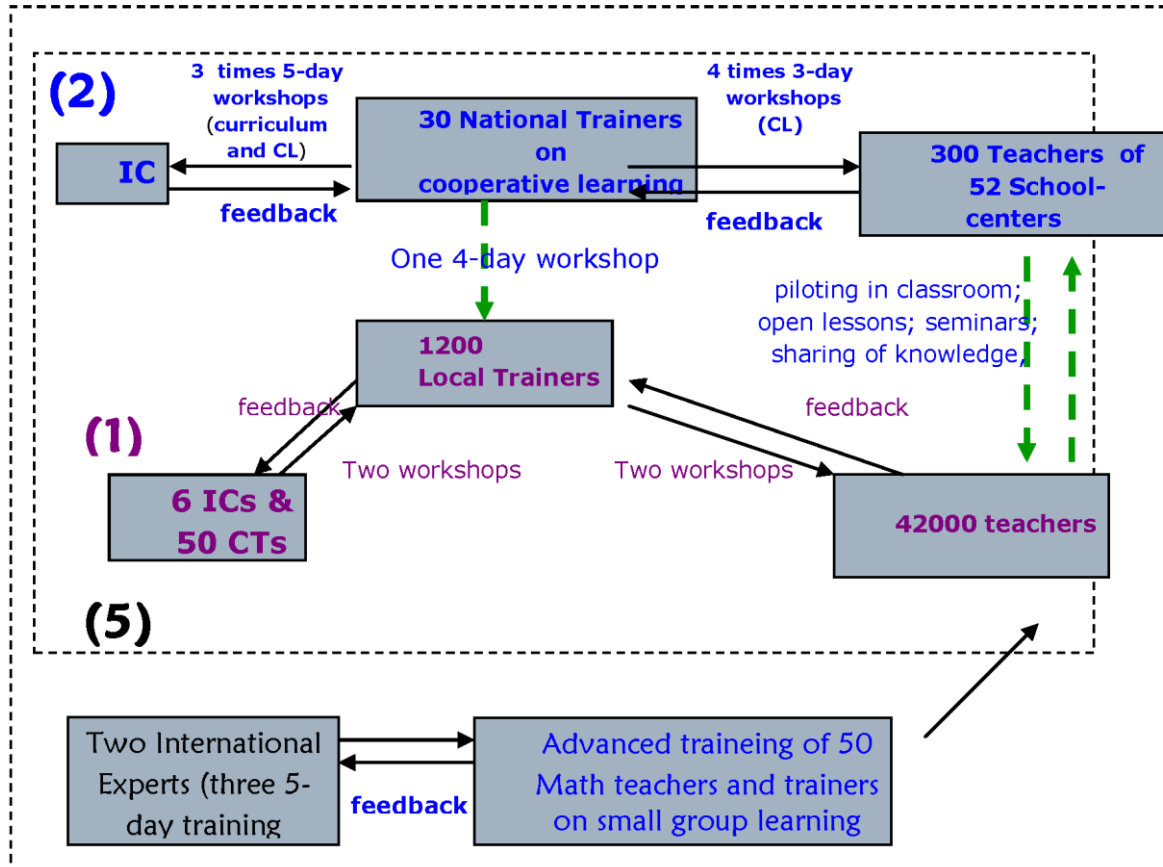 (2)
3 times 5-day
workshops
(curriculum
and CL)
4 times 3-day
workshops
(CL)
30 National Trainers
on
cooperative learning
IC
300 Teachers of
52 School-
centers
feedback
feedback
One 4-day workshop
piloting in classroom;
open lessons; seminars;
sharing of knowledge,
1200
Local Trainers
feedback
feedback
(1)
Two workshops
Two workshops
6 ICs &
50 CTs
42000 teachers
(5)
Two International
Experts (three 5-
day training
feedback
Advanced traineing of 50
Math teachers and trainers
on small group learning